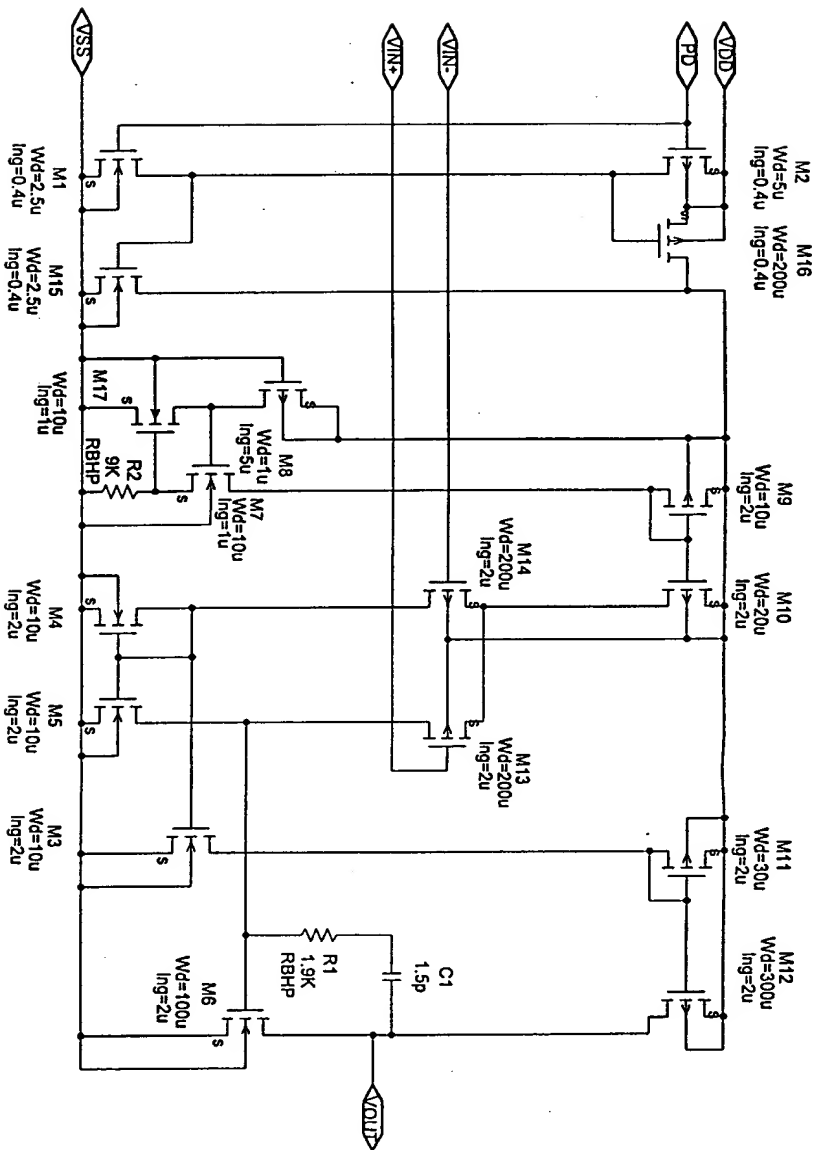 VDD
PD
VIN-
VIN+
VSS
M2
Wd=5u
lng=0.4u
M16
Wd=200u
lng=0.4u
S
S
M9
Wd=10u
lng=2u
S
M10
Wd=20u
lng=2u
S
M11
Wd=30u
lng=2u
S
M12
Wd=300u
lng=2u
S
M14
Wd=200u
lng=2u
S
M13
Wd=200u
lng=2u
S
M8
Wd=1u
lng=5u
S
M7
Wd=10u
lng=1u
S
C1
1.5p
R1
1.9K
RBHP
VOUT
M1
Wd=2.5u
lng=0.4u
S
M15
Wd=2.5u
lng=0.4u
S
M17
Wd=10u
lng=1u
S
R2
9K
RBHP
M4
Wd=10u
lng=2u
S
M5
Wd=10u
lng=2u
S
M3
Wd=10u
lng=2u
S
M6
Wd=100u
lng=2u
S